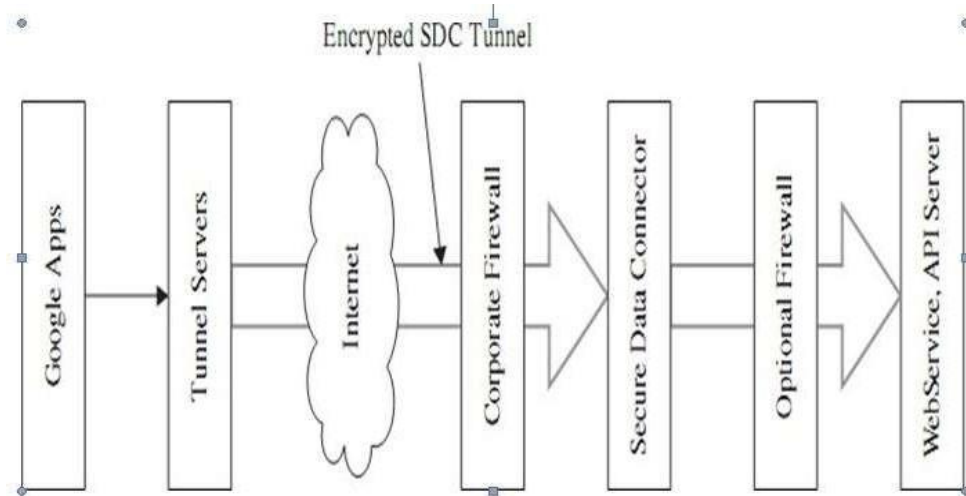 Encrypted SDC Tunnel
Google Apps
Tunnel Servers
Internet
Corporate Firewall
Secure Data Connector
Optional Firewall
WebService, API Server